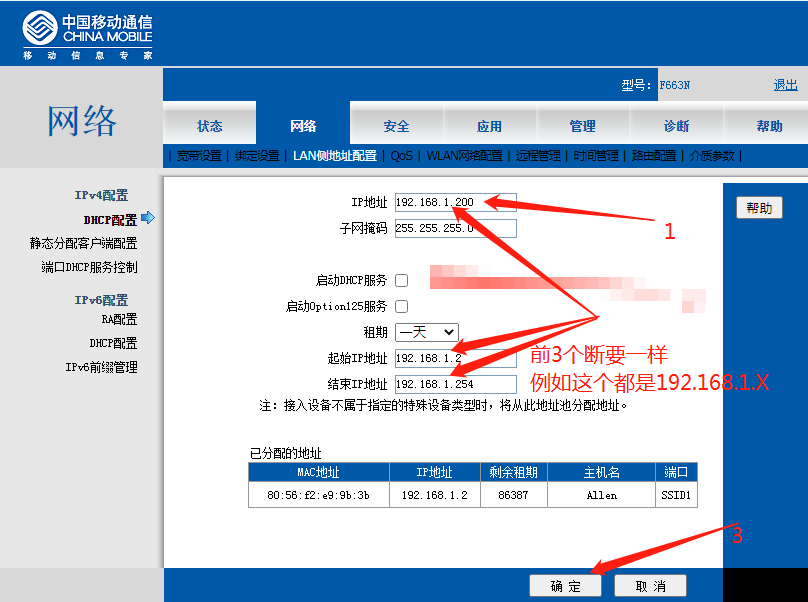 中国移动通信
CHINA MOBILE
移 动 信 息 专 家
型号: F663N 退出
网络
状态 网络 安全 应用 管理 诊断 帮助
| 宽带设置 | 绑定设置 | LAN侧地址配置 | QoS | WLAN网络配置 | 远程管理 | 时间管理 | 路由配置 | 介质参数 |
IPv4配置
DHCP配置
静态分配客户端配置
端口DHCP服务控制
IPv6配置
RA配置
DHCP配置
IPv6前缀管理
IP地址 192.168.1.200
1
子网掩码 255.255.255.0
启动DHCP服务
启动Option125服务
租期 一天
起始IP地址 192.168.1.2
结束IP地址 192.168.1.254
前3个断要一样
例如这个都是192.168.1.X
注: 接入设备不属于指定的特殊设备类型时, 将从此地址池分配地址。
已分配的地址
MAC地址 IP地址 剩余租期 主机名 端口
80:56:f2:e9:9b:3b 192.168.1.2 86387 Allen SSID1
帮助
3
确 定 取 消